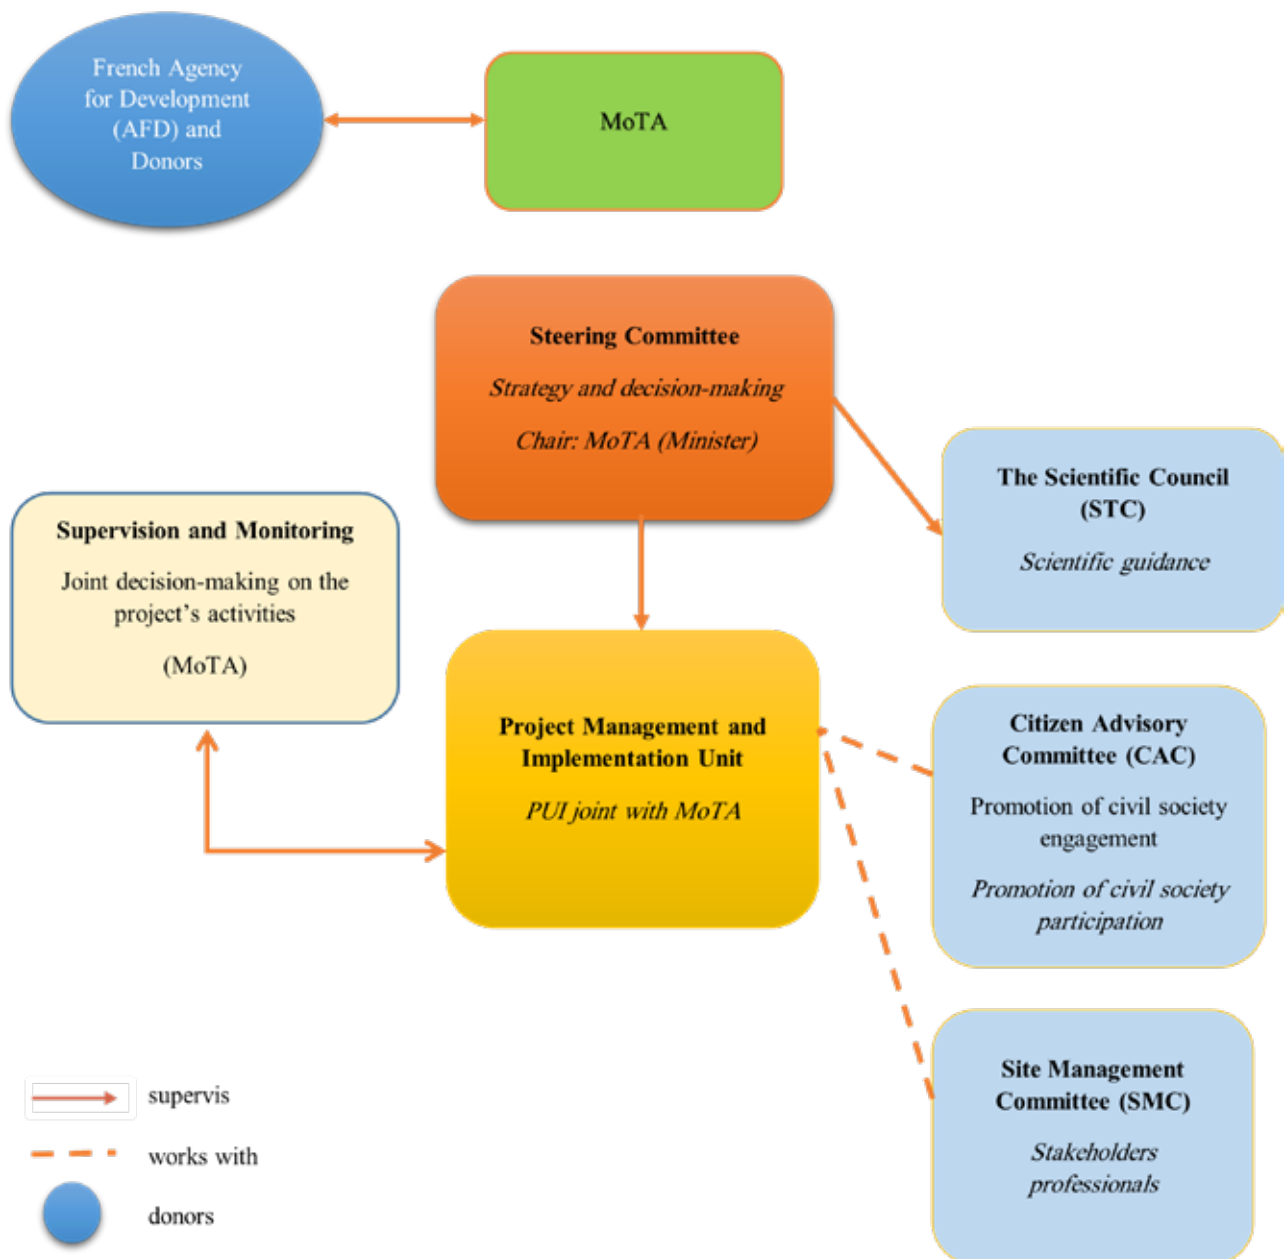 French Agency
for Development
(AFD) and
Donors
MoTA
Steering Committee
Strategy and decision-making
Chair: MoTA (Minister)
The Scientific Council
(STC)
Scientific guidance
Supervision and Monitoring
Joint decision-making on the
project's activities
(MoTA)
Project Management and
Implementation Unit
PUI joint with MoTA
Citizen Advisory
Committee (CAC)
Promotion of civil society
engagement
Promotion of civil society
participation
Site Management
Committee (SMC)
Stakeholders
professionals
supervis
works with
donors